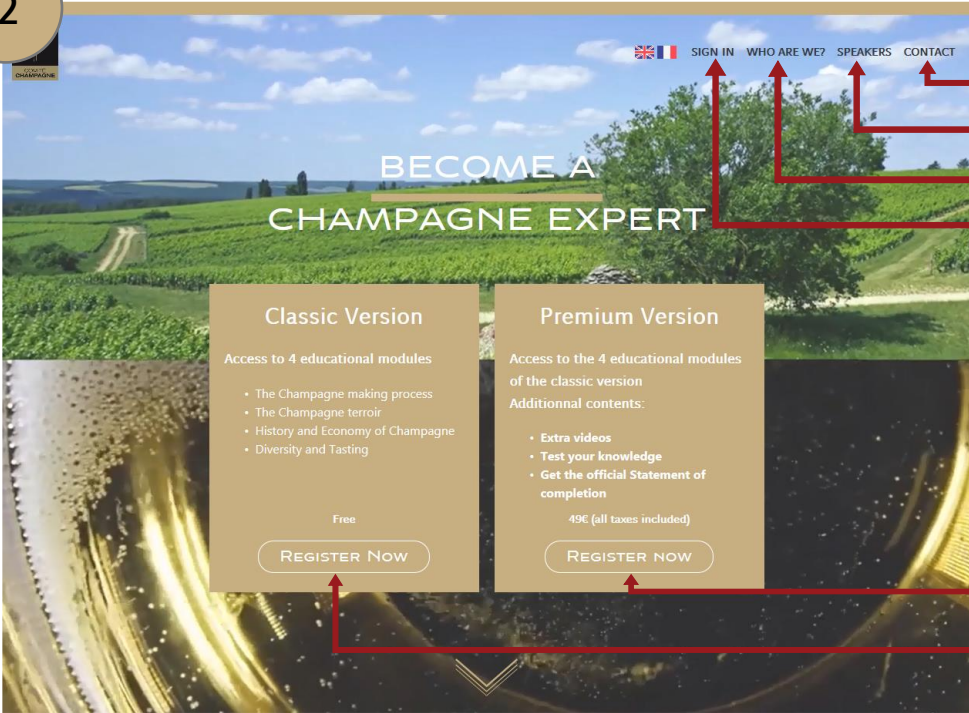 2
COMITÉ
CHAMPAGNE
SIGN IN WHO ARE WE? SPEAKERS CONTACT
BECOME A
CHAMPAGNE EXPERT
Classic Version
Access to 4 educational modules
• The Champagne making process
• The Champagne terroir
• History and Economy of Champagne
• Diversity and Tasting
Free
REGISTER NOW
Premium Version
Access to the 4 educational modules
of the classic version
Additionnal contents:
• Extra videos
• Test your knowledge
• Get the official Statement of
completion
49€ (all taxes included)
REGISTER NOW